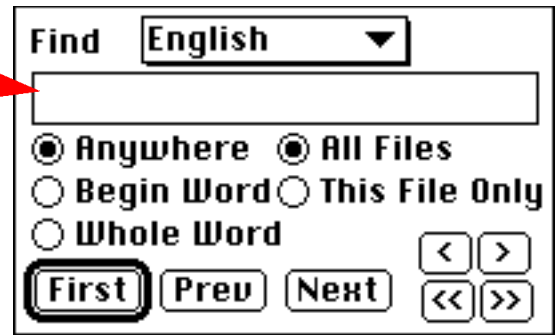 Find English
Anywhere All Files
Begin Word This File Only
Whole Word
< >
First Prev Next << >>